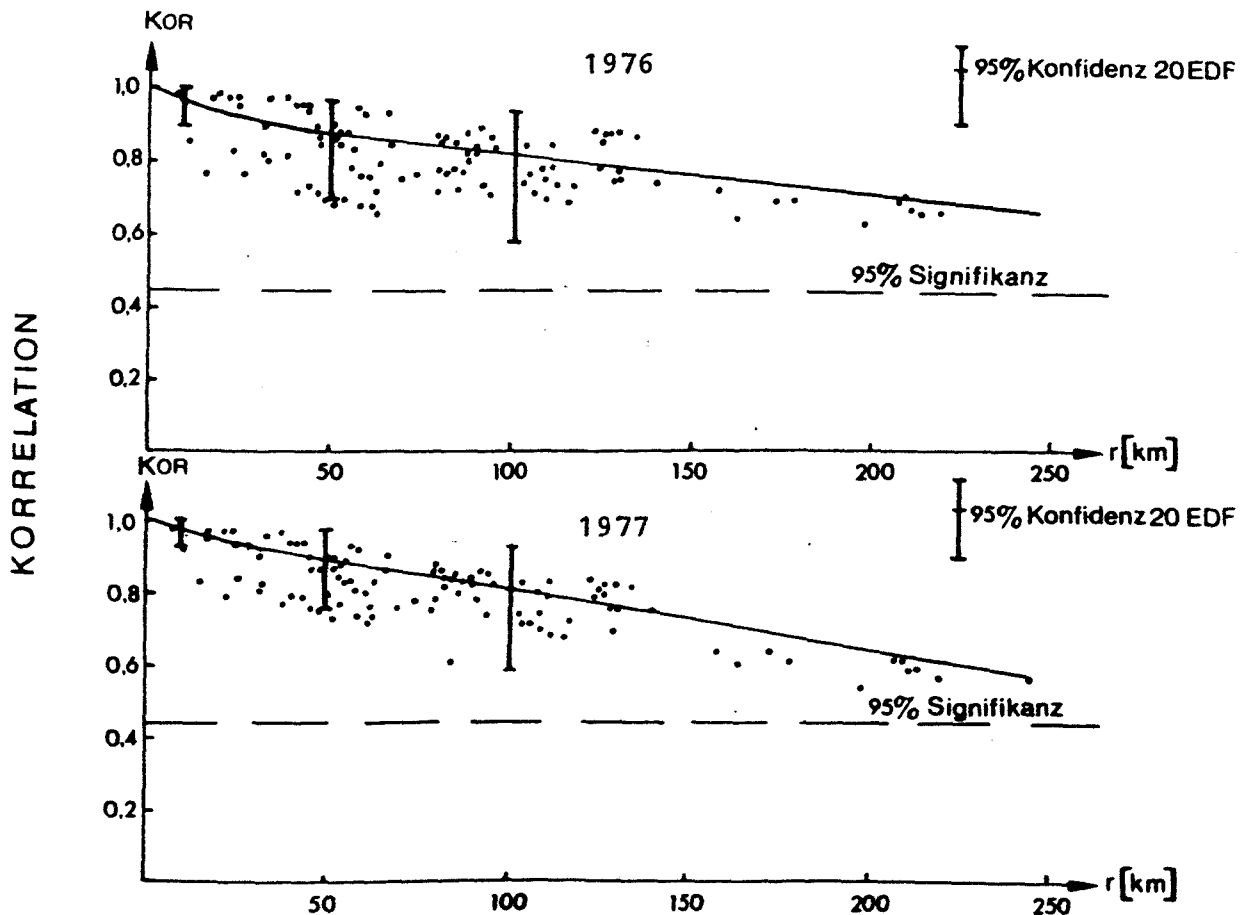 KOR
1976
95% Konfidenz 20 EDF
1,0
0,8
0,6
95% Signifikanz
0,4
0,2
50
100
150
200
250
r[km]
KORRELATION
KOR
1977
95% Konfidenz 20 EDF
1,0
0,8
0,6
95% Signifikanz
0,4
0,2
50
100
150
200
250
r[km]